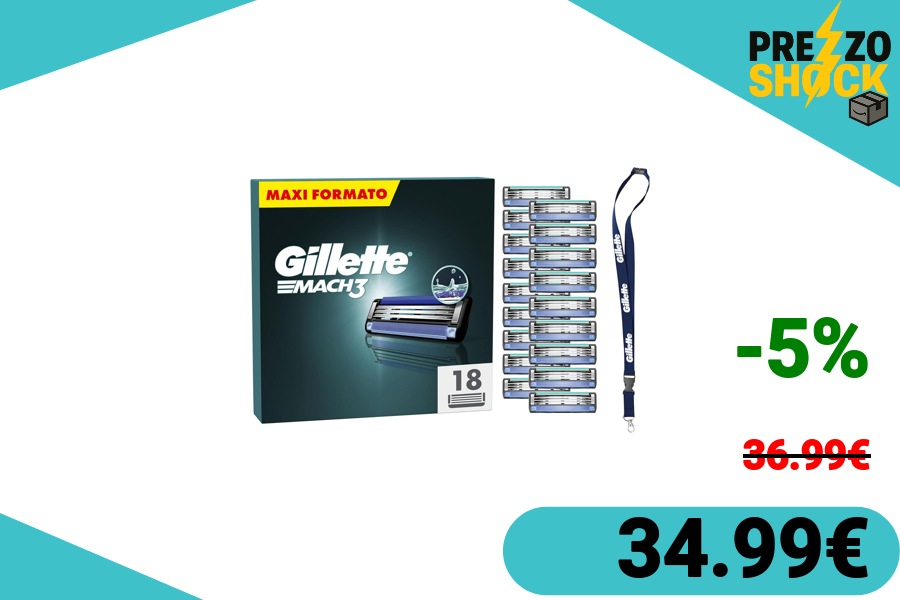 PREZZO
SHOCK
MAXI FORMATO
Gillette
MACH3
18
Gillette
Gillette
Gillette
-5%
36.99€
34.99€